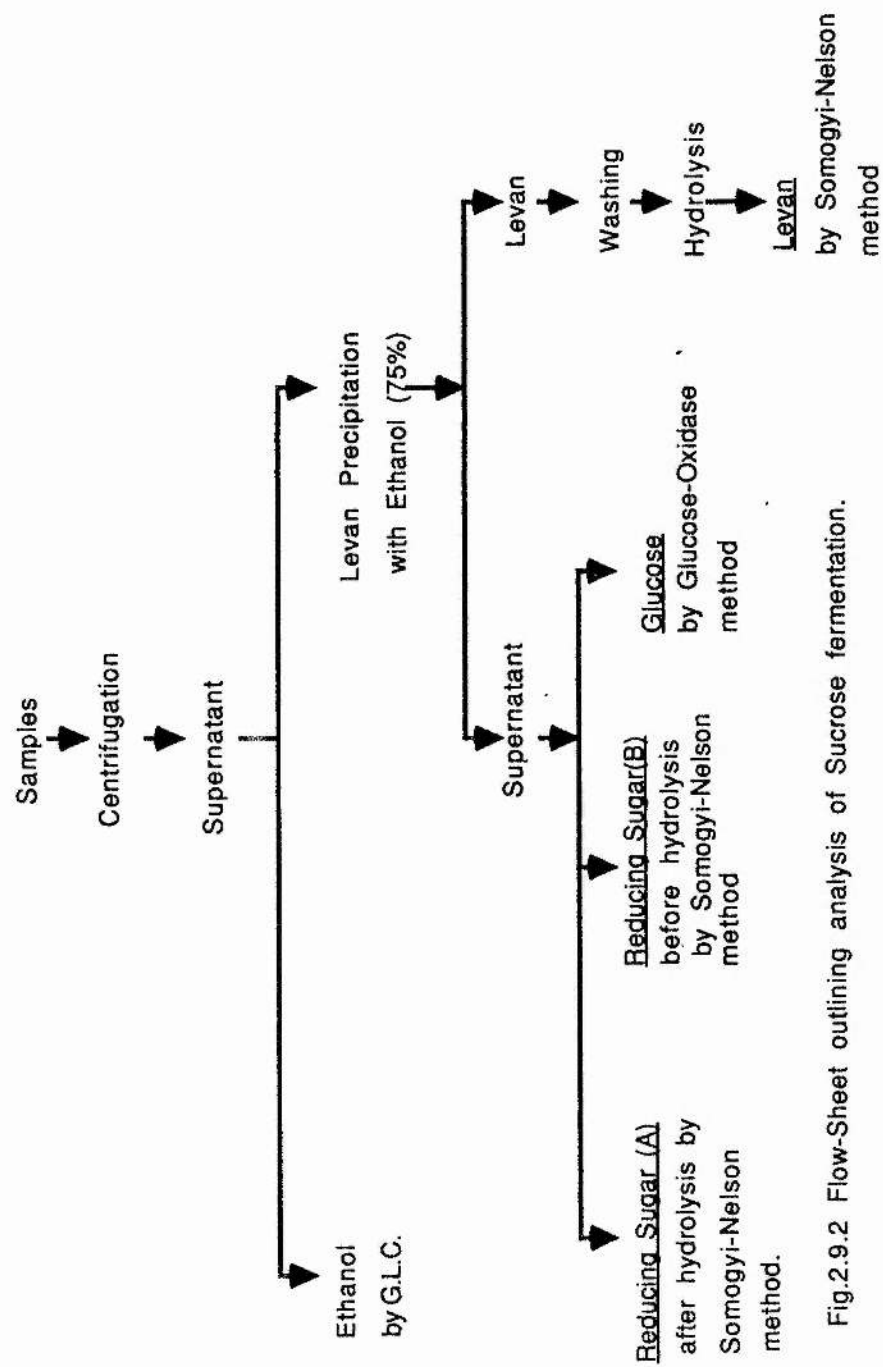 Samples
Centrifugation
Supernatant
Ethanol
by G.L.C.
Levan Precipitation
with Ethanol (75%)
Supernatant
Levan
Washing
Hydrolysis
Levan
by Somogyi-Nelson
method
Reducing Sugar (A)
after hydrolysis by
Somogyi-Nelson
method.
Reducing Sugar(B)
before hydrolysis
by Somogyi-Nelson
method
Glucose
by Glucose-Oxidase
method
Fig.2.9.2 Flow-Sheet outlining analysis of Sucrose fermentation.